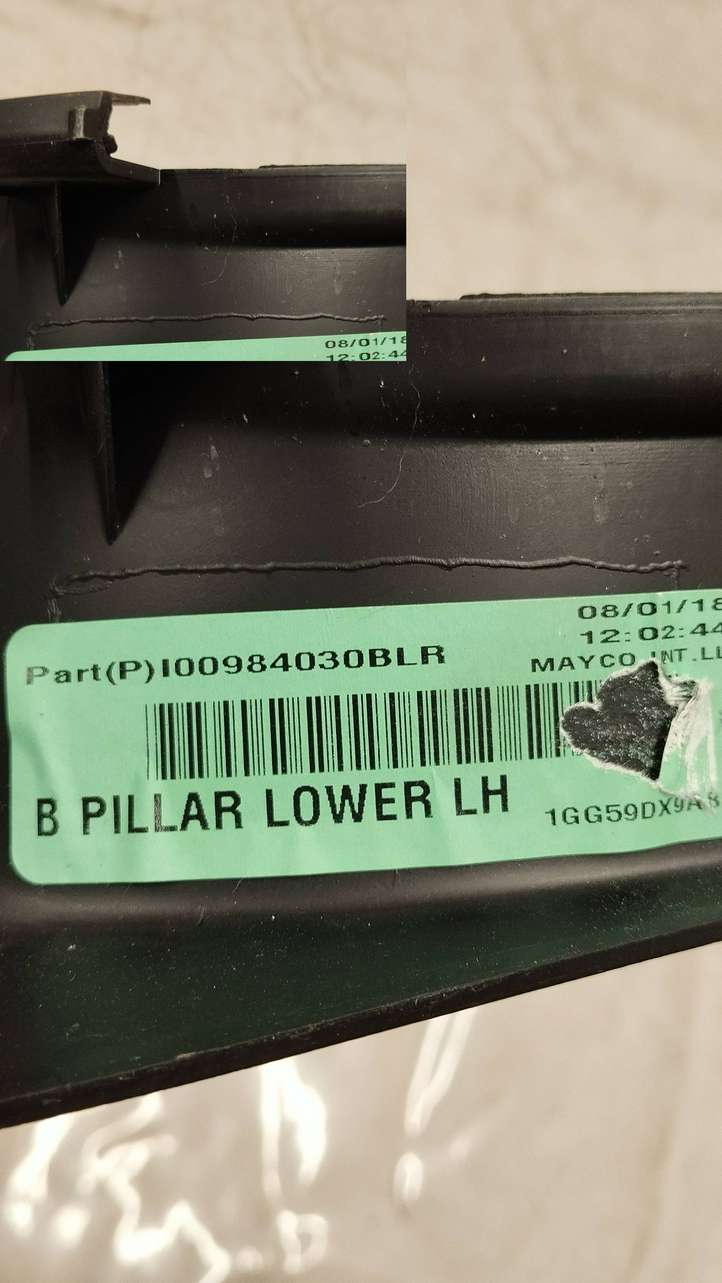 08/01/18
12:02:44
08/01/18
12:02:44
Part(P)I00984030BLR
MAYCO INT.LL
B PILLAR LOWER LH
1GG59DX9A8